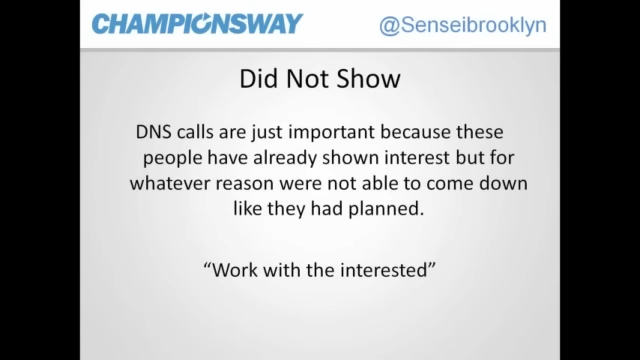 CHAMPIONSWAY @Senseibrooklyn
Did Not Show
DNS calls are just important because these
people have already shown interest but for
whatever reason were not able to come down
like they had planned.
“Work with the interested”